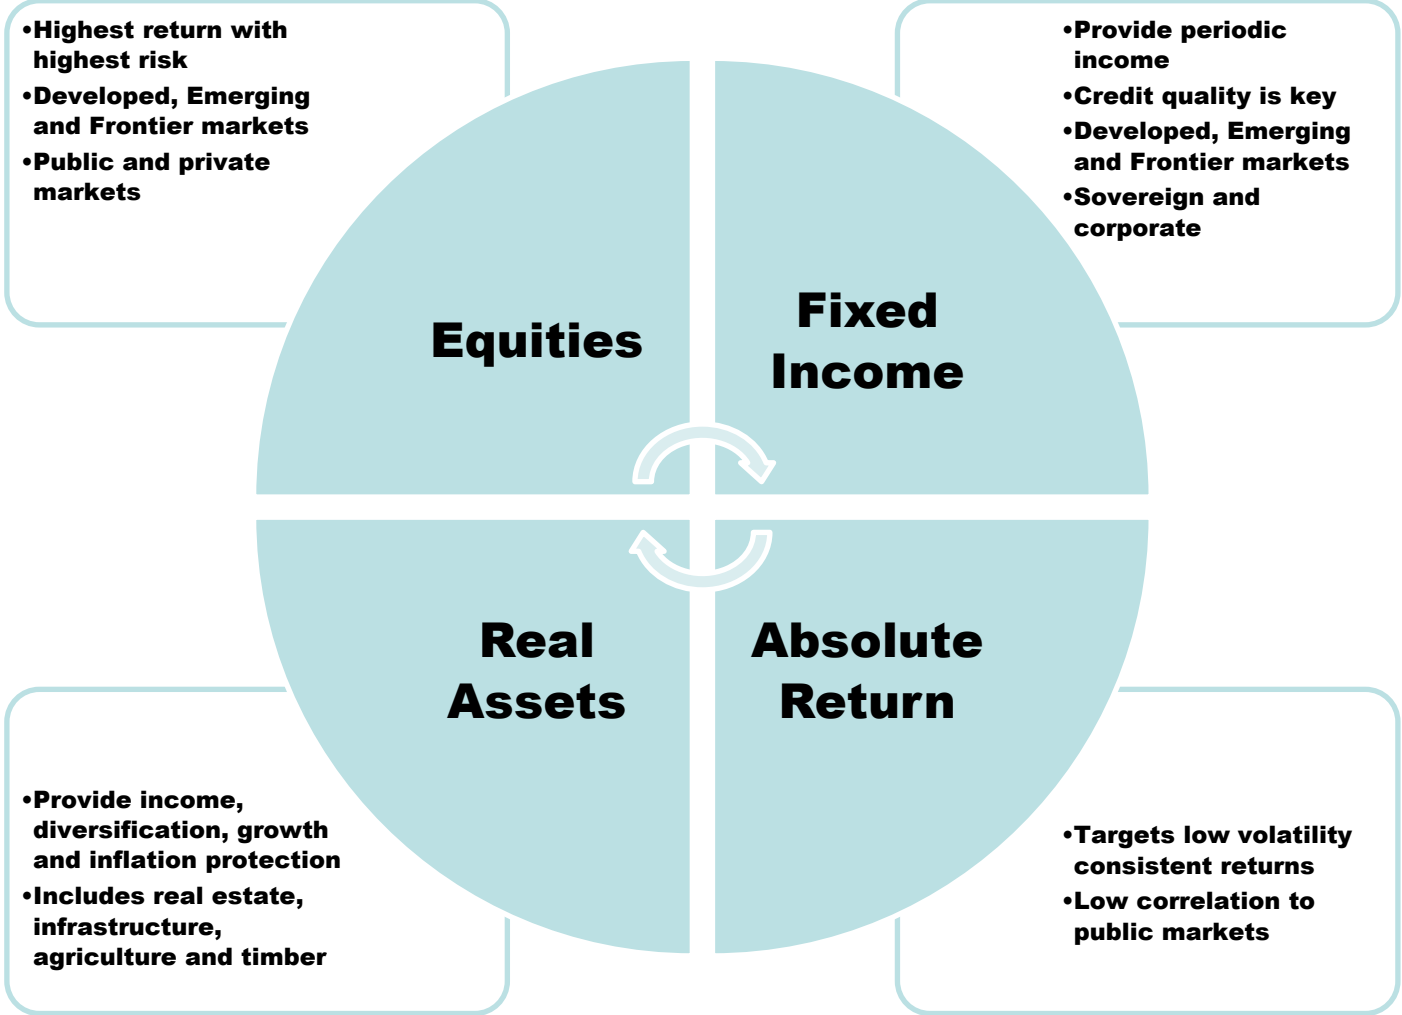 •Highest return with
highest risk
•Developed, Emerging
and Frontier markets
•Public and private
markets
•Provide periodic
income
•Credit quality is key
•Developed, Emerging
and Frontier markets
•Sovereign and
corporate
Equities
Fixed
Income
Real
Assets
Absolute
Return
•Provide income,
diversification, growth
and inflation protection
•Includes real estate,
infrastructure,
agriculture and timber
•Targets low volatility
consistent returns
•Low correlation to
public markets